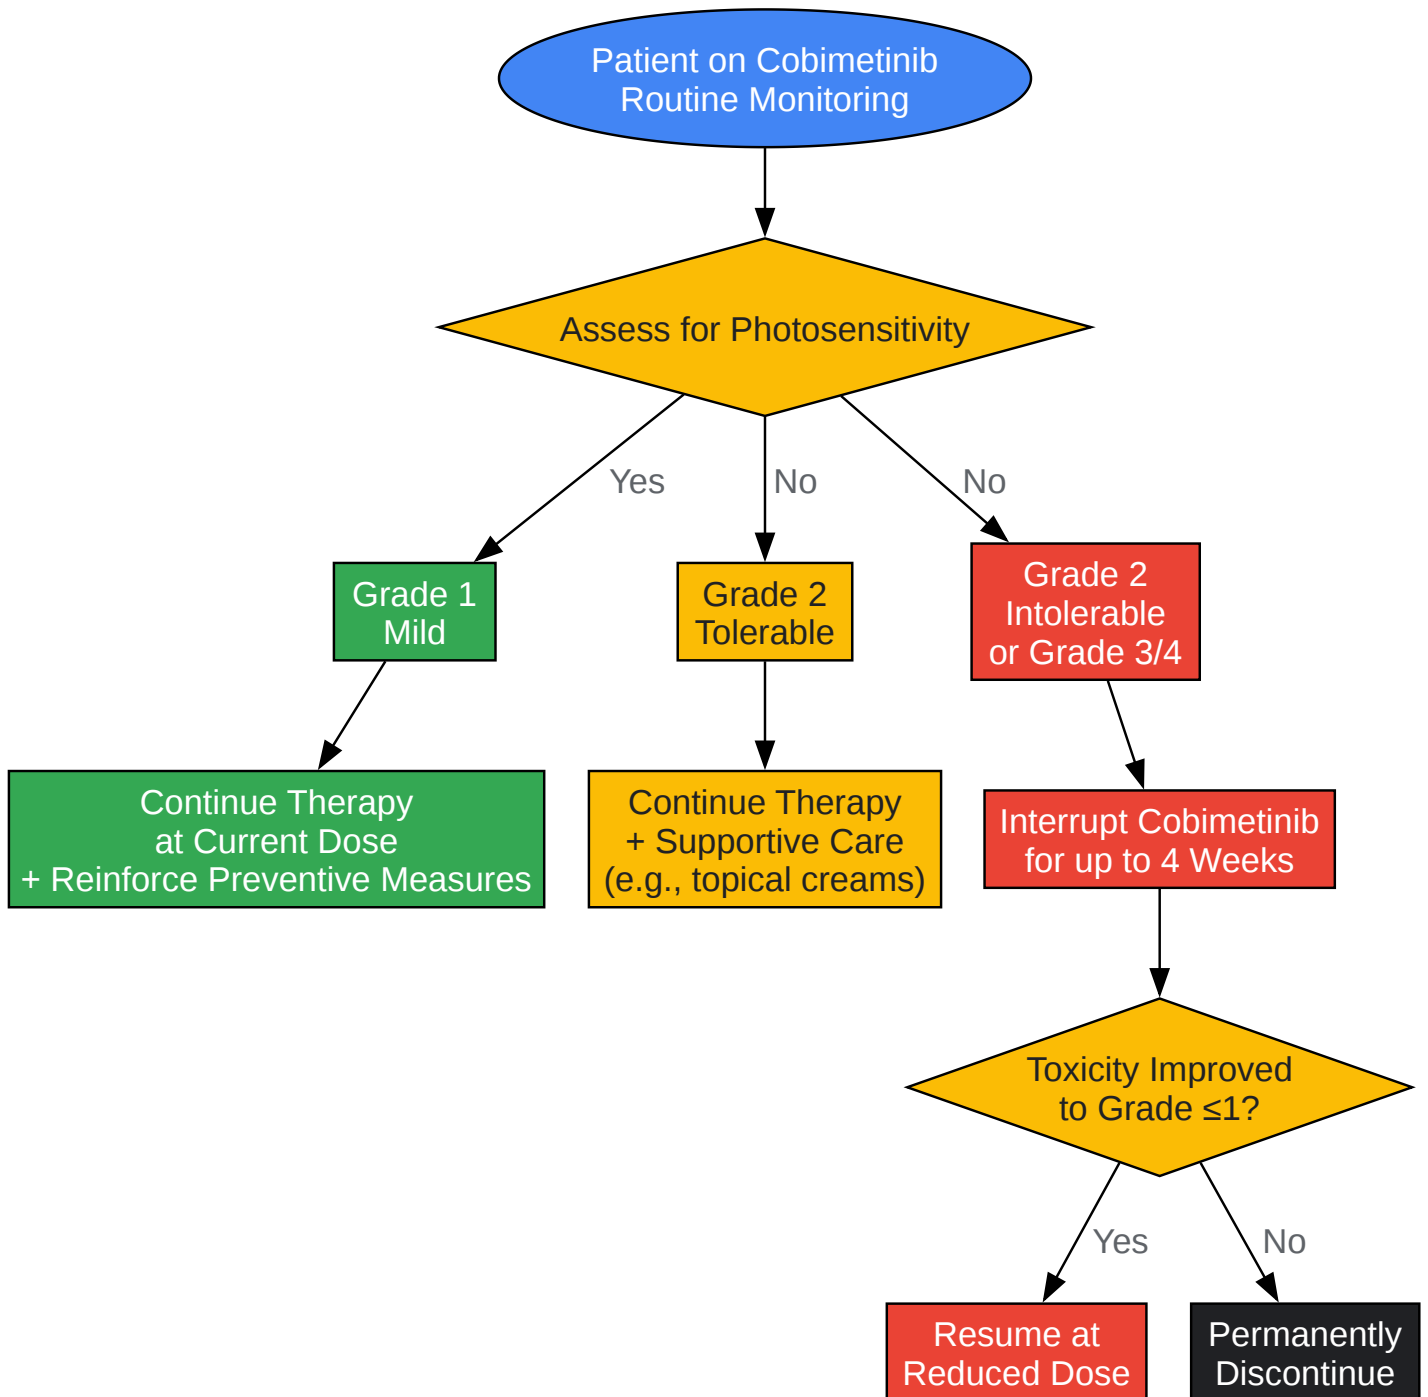 Patient on Cobimetinib
Routine Monitoring
Assess for Photosensitivity
Yes
No
No
Grade 1
Mild
Grade 2
Tolerable
Grade 2
Intolerable
or Grade 3/4
Continue Therapy
at Current Dose
+ Reinforce Preventive Measures
Continue Therapy
+ Supportive Care
(e.g., topical creams)
Interrupt Cobimetinib
for up to 4 Weeks
Toxicity Improved
to Grade ≤1?
Yes
No
Resume at
Reduced Dose
Permanently
Discontinue